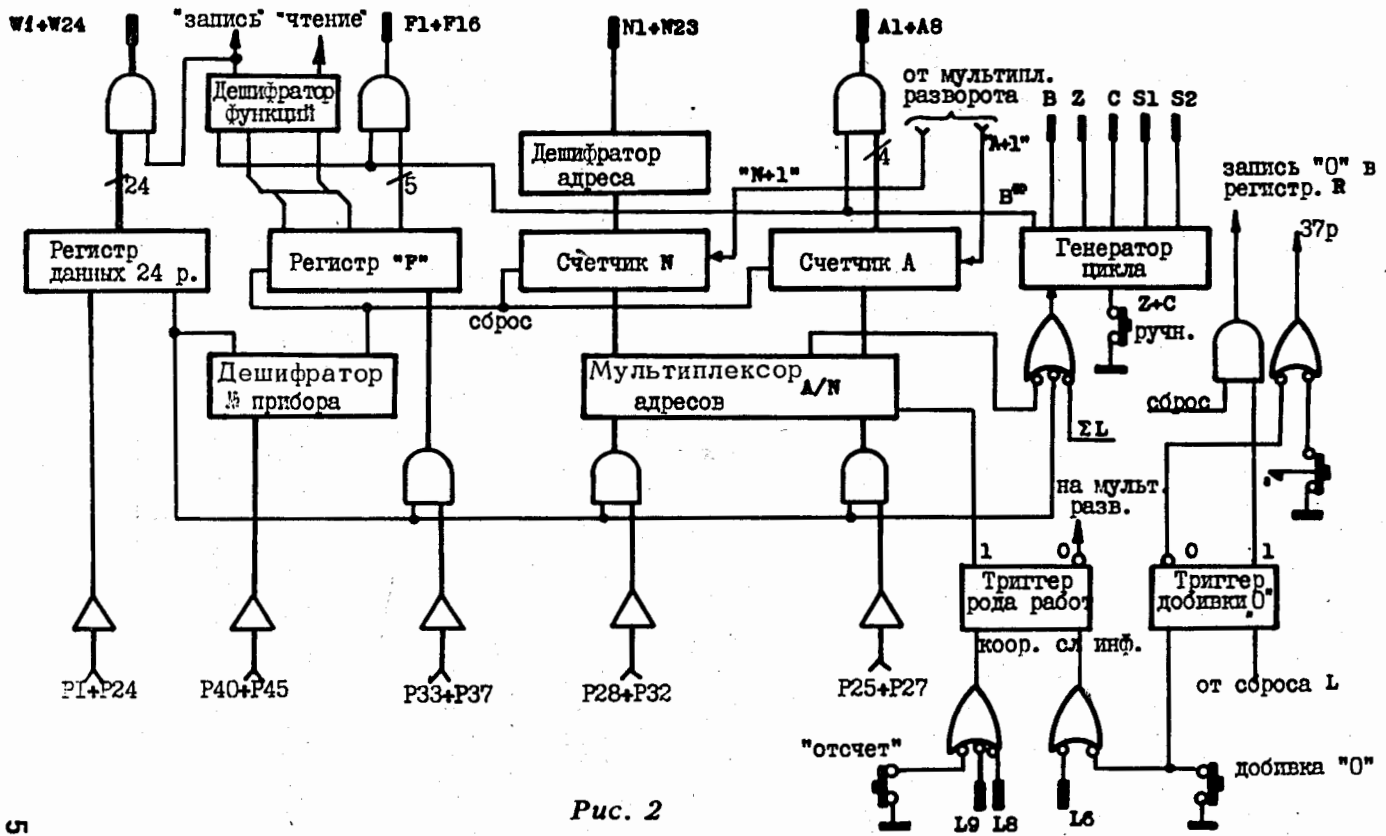 W1+W24
"запись" "чтение"
F1+F16
N1+N23
A1+A8
от мультипл.
разворота
B Z C S1 S2
Дешифратор
функций
Дешифратор
адреса
24
5
4
"N+1"
"A+1"
запись "0" в
регистр. R
37р
Регистр
данных 24 р.
Регистр "F"
Счетчик N
Счетчик А
Генератор
цикла
сброс
Z+C
ручн.
Дешифратор
№ прибора
Мультиплексор
адресов
A/N
сброс
ΣL
на мульт.
разв.
1 0
0 1
Триггер
рода работ
Триггер
добивки "0"
коор. сл инф.
P1+P24
P40+P45
P33+P37
P28+P32
P25+P27
от сброса L
"отсчет"
добивка "0"
L9 L8
L6
Рис. 2
5